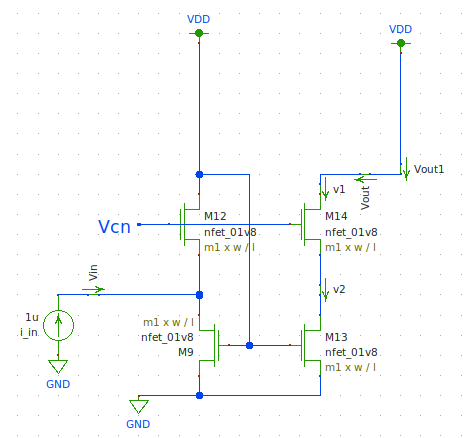 VDD
VDD
Vout1
v1
Vout
M12
nfet_01v8
m1 x w / l
M14
nfet_01v8
m1 x w / l
Vcn
Vin
v2
1u
i_in
m1 x w / l
nfet_01v8
M9
M13
nfet_01v8
m1 x w / l
GND
GND